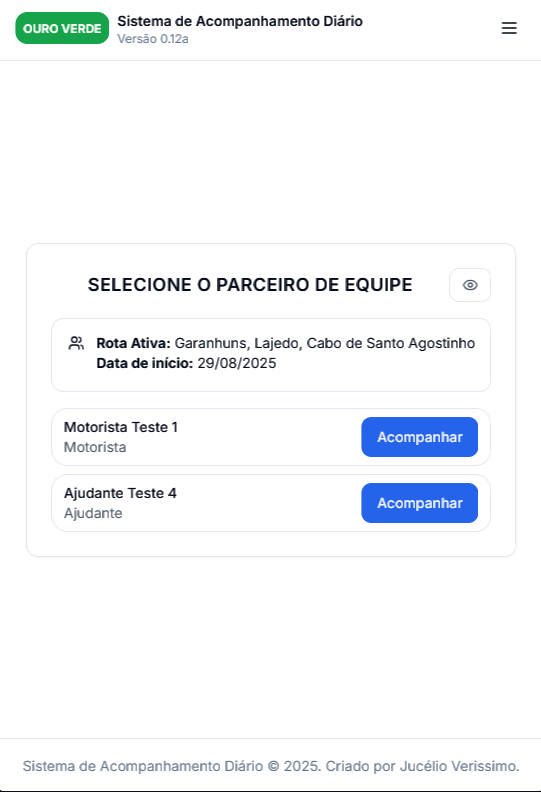 OURO VERDE
Sistema de Acompanhamento Diário
Versão 0.12a
SELECIONE O PARCEIRO DE EQUIPE
Rota Ativa: Garanhuns, Lajedo, Cabo de Santo Agostinho
Data de início: 29/08/2025
Motorista Teste 1
Motorista
Acompanhar
Ajudante Teste 4
Ajudante
Acompanhar
Sistema de Acompanhamento Diário © 2025. Criado por Jucélio Verissimo.